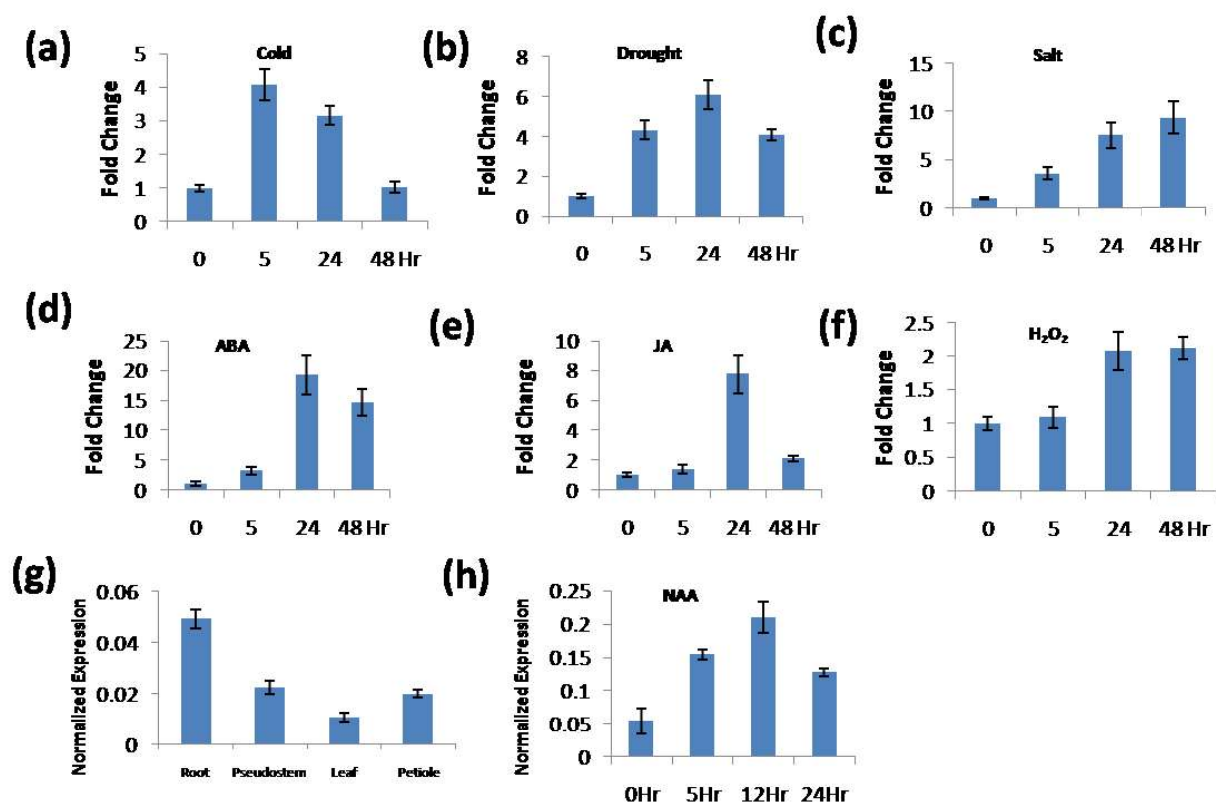 (a)
Cold
Fold Change
5
4
3
2
1
0
0 5 24 48 Hr
(b)
Drought
Fold Change
8
6
4
2
0
0 5 24 48 Hr
(c)
Salt
Fold Change
15
10
5
0
0 5 24 48 Hr
(d)
ABA
Fold Change
25
20
15
10
5
0
0 5 24 48 Hr
(e)
JA
Fold Change
10
8
6
4
2
0
0 5 24 48 Hr
(f)
H₂O₂
Fold Change
2.5
2
1.5
1
0.5
0
0 5 24 48 Hr
(g)
Normalized Expression
0.06
0.04
0.02
0
Root Pseudostem Leaf Petiole
(h)
NAA
Normalized Expression
0.25
0.2
0.15
0.1
0.05
0
0Hr 5Hr 12Hr 24Hr